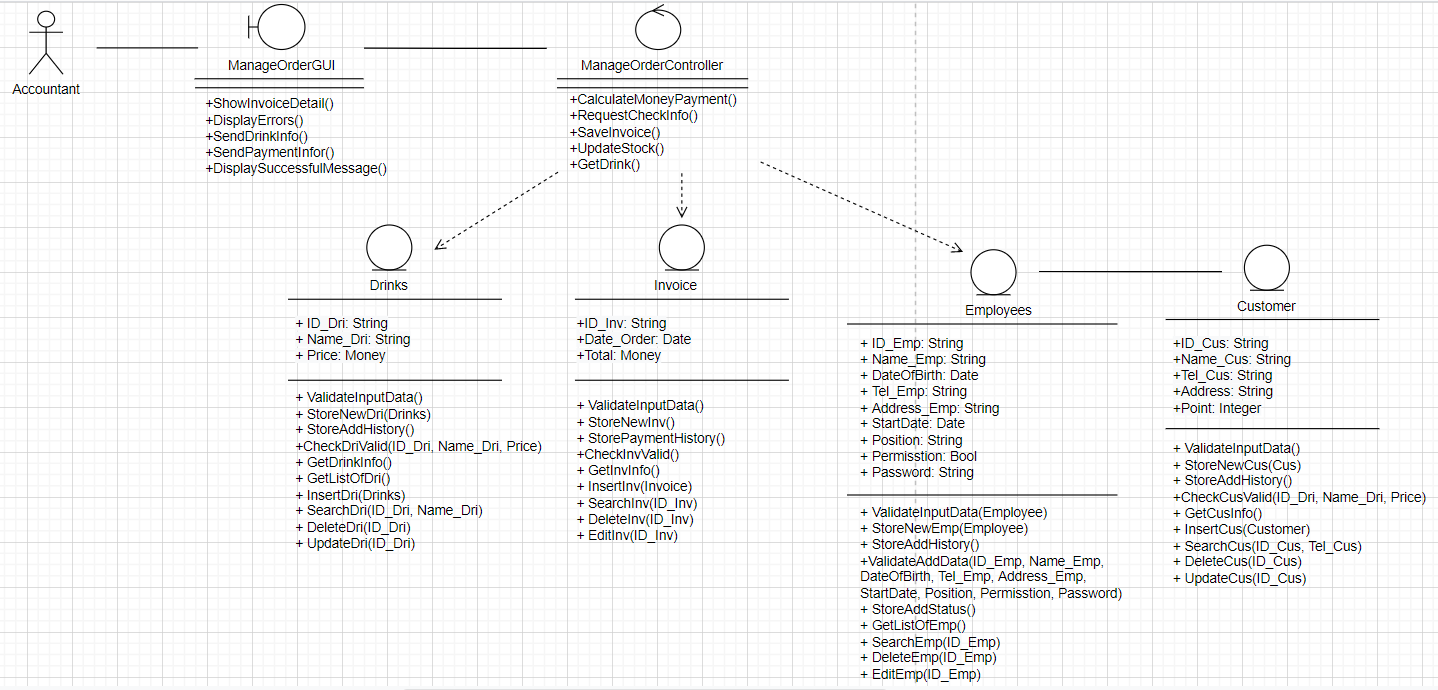 Accountant
ManageOrderGUI
+ShowInvoiceDetail()
+DisplayErrors()
+SendDrinkInfo()
+SendPaymentInfor()
+DisplaySuccessfulMessage()
ManageOrderController
+CalculateMoneyPayment()
+RequestCheckInfo()
+SaveInvoice()
+UpdateStock()
+GetDrink()
Drinks
+ ID_Dri: String
+ Name_Dri: String
+ Price: Money
+ ValidateInputData()
+ StoreNewDri(Drinks)
+ StoreAddHistory()
+CheckDriValid(ID_Dri, Name_Dri, Price)
+ GetDrinkInfo()
+ GetListOfDri()
+ InsertDri(Drinks)
+ SearchDri(ID_Dri, Name_Dri)
+ DeleteDri(ID_Dri)
+ UpdateDri(ID_Dri)
Invoice
+ID_Inv: String
+Date_Order: Date
+Total: Money
+ ValidateInputData()
+ StoreNewInv()
+ StorePaymentHistory()
+CheckInvValid()
+ GetInvInfo()
+ InsertInv(Invoice)
+ SearchInv(ID_Inv)
+ DeleteInv(ID_Inv)
+ EditInv(ID_Inv)
Employees
+ ID_Emp: String
+ Name_Emp: String
+ DateOfBirth: Date
+ Tel_Emp: String
+ Address_Emp: String
+ StartDate: Date
+ Position: String
+ Permisstion: Bool
+ Password: String
+ ValidateInputData(Employee)
+ StoreNewEmp(Employee)
+ StoreAddHistory()
+ValidateAddData(ID_Emp, Name_Emp,
DateOfBirth, Tel_Emp, Address_Emp,
StartDate, Position, Permisstion, Password)
+ StoreAddStatus()
+ GetListOfEmp()
+ SearchEmp(ID_Emp)
+ DeleteEmp(ID_Emp)
+ EditEmp(ID_Emp)
Customer
+ID_Cus: String
+Name_Cus: String
+Tel_Cus: String
+Address: String
+Point: Integer
+ ValidateInputData()
+ StoreNewCus(Cus)
+ StoreAddHistory()
+CheckCusValid(ID_Dri, Name_Dri, Price)
+ GetCusInfo()
+ InsertCus(Customer)
+ SearchCus(ID_Cus, Tel_Cus)
+ DeleteCus(ID_Cus)
+ UpdateCus(ID_Cus)